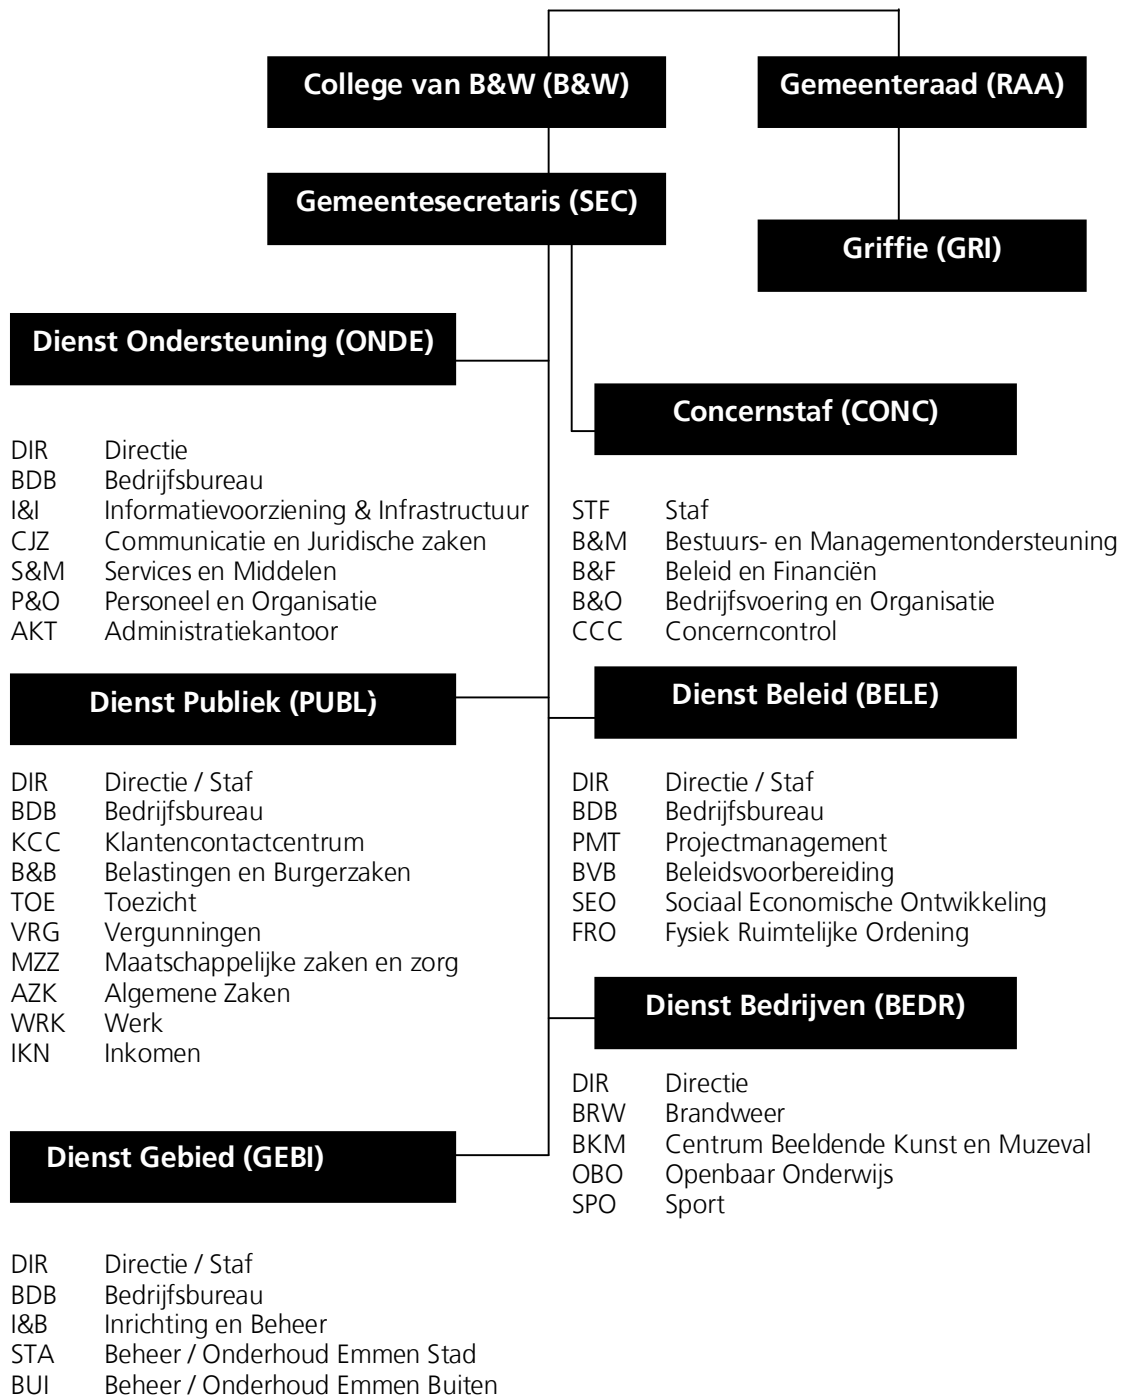 College van B&W (B&W)
Gemeenteraad (RAA)
Gemeentesecretaris (SEC)
Griffie (GRI)
Dienst Ondersteuning (ONDE)
DIR Directie
BDB Bedrijfsbureau
I&I Informatievoorziening & Infrastructuur
CJZ Communicatie en Juridische zaken
S&M Services en Middelen
P&O Personeel en Organisatie
AKT Administratiekantoor
Concernstaf (CONC)
STF Staf
B&M Bestuurs- en Managementondersteuning
B&F Beleid en Financiën
B&O Bedrijfsvoering en Organisatie
CCC Concerncontrol
Dienst Publiek (PUBL)
DIR Directie / Staf
BDB Bedrijfsbureau
KCC Klantencontactcentrum
B&B Belastingen en Burgerzaken
TOE Toezicht
VRG Vergunningen
MZZ Maatschappelijke zaken en zorg
AZK Algemene Zaken
WRK Werk
IKN Inkomen
Dienst Beleid (BELE)
DIR Directie / Staf
BDB Bedrijfsbureau
PMT Projectmanagement
BVB Beleidsvoorbereiding
SEO Sociaal Economische Ontwikkeling
FRO Fysiek Ruimtelijke Ordening
Dienst Bedrijven (BEDR)
DIR Directie
BRW Brandweer
BKM Centrum Beeldende Kunst en Muzeval
OBO Openbaar Onderwijs
SPO Sport
Dienst Gebied (GEBI)
DIR Directie / Staf
BDB Bedrijfsbureau
I&B Inrichting en Beheer
STA Beheer / Onderhoud Emmen Stad
BUI Beheer / Onderhoud Emmen Buiten